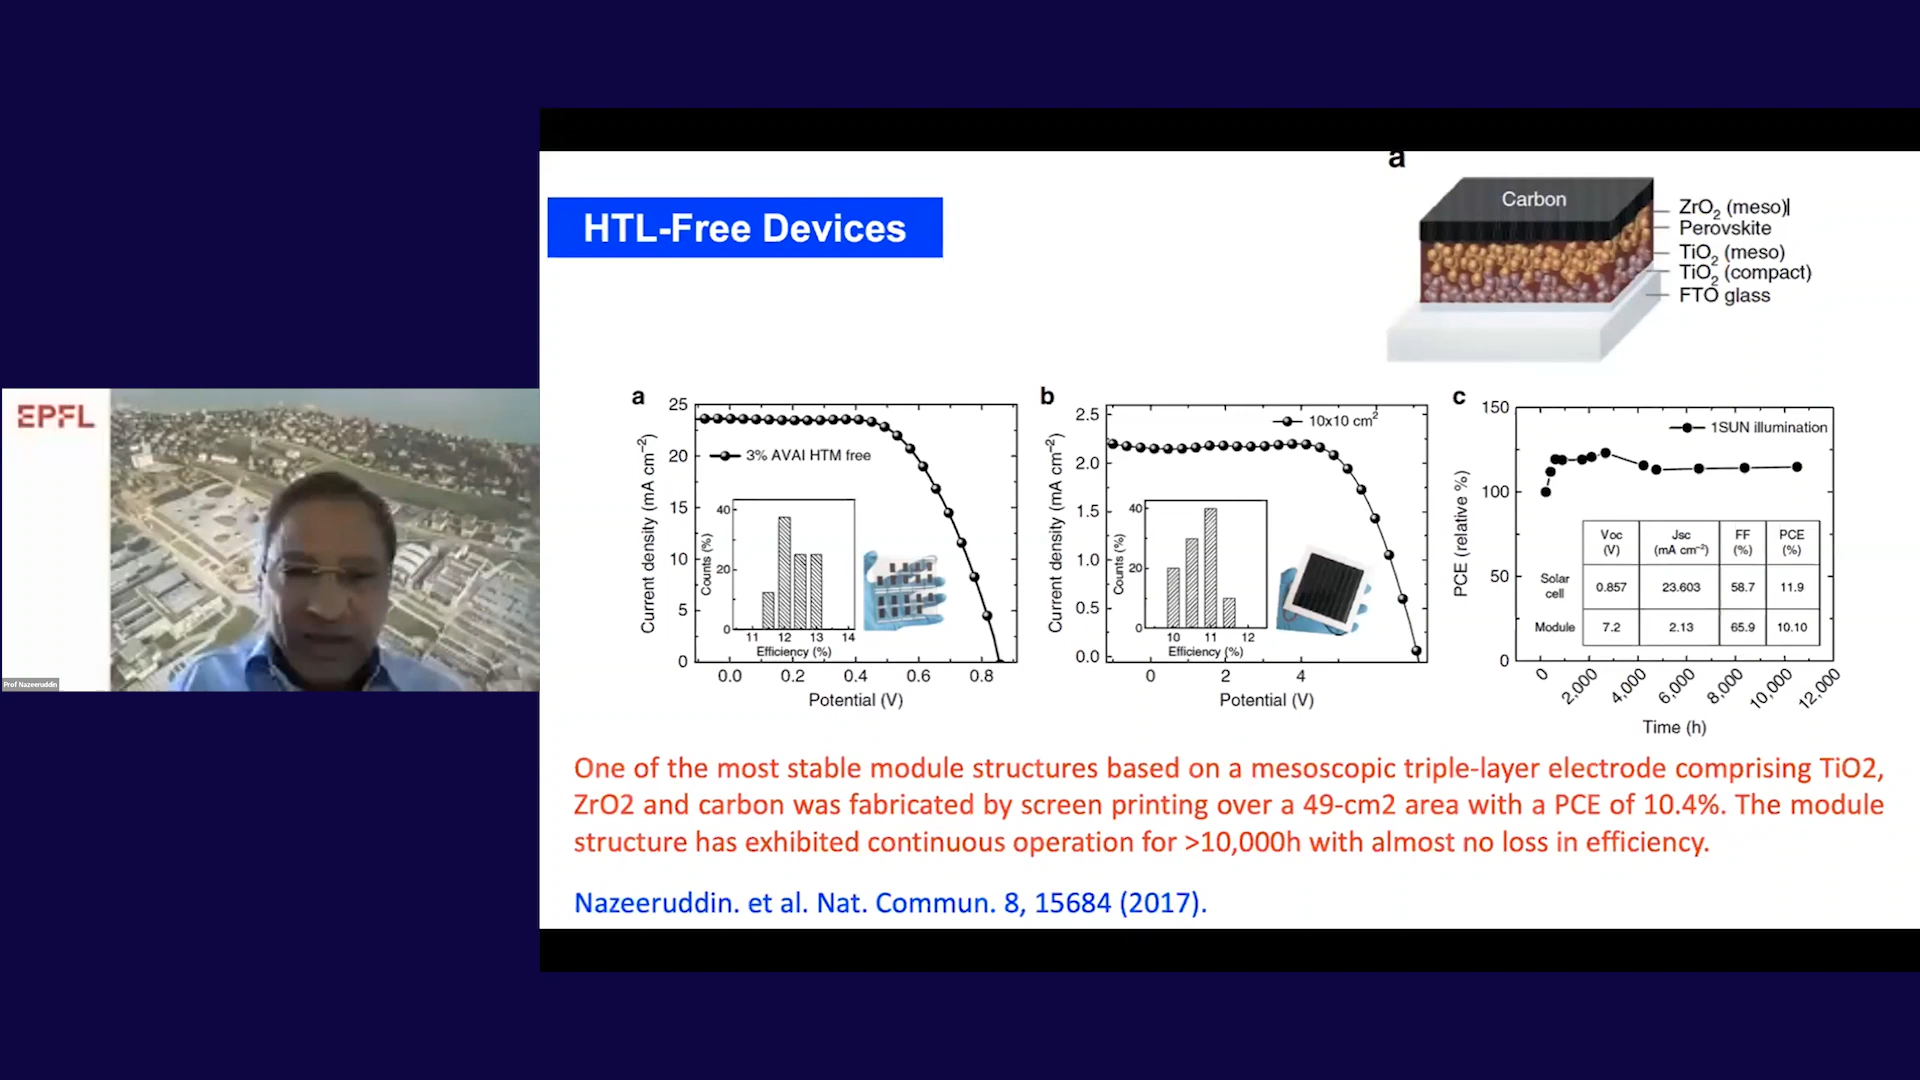 EPFL
Prof Nazeeruddin
HTL-Free Devices
a
Carbon
ZrO2 (meso)
Perovskite
TiO2 (meso)
TiO2 (compact)
FTO glass
a
Current density (mA cm−2)
25
20
15
10
5
0
0.0 0.2 0.4 0.6 0.8
Potential (V)
3% AVAI HTM free
Counts (%)
40
20
0
11 12 13 14
Efficiency (%)
b
Current density (mA cm−2)
2.5
2.0
1.5
1.0
0.5
0.0
0 2 4
Potential (V)
10x10 cm2
Counts (%)
40
20
0
10 11 12
Efficiency (%)
c
PCE (relative %)
150
100
50
0
0 2,000 4,000 6,000 8,000 10,000 12,000
Time (h)
1SUN illumination
Voc (V) Jsc (mA cm−2) FF (%) PCE (%)
Solar cell 0.857 23.603 58.7 11.9
Module 7.2 2.13 65.9 10.10
One of the most stable module structures based on a mesoscopic triple-layer electrode comprising TiO2,
ZrO2 and carbon was fabricated by screen printing over a 49-cm2 area with a PCE of 10.4%. The module
structure has exhibited continuous operation for >10,000h with almost no loss in efficiency.
Nazeeruddin. et al. Nat. Commun. 8, 15684 (2017).